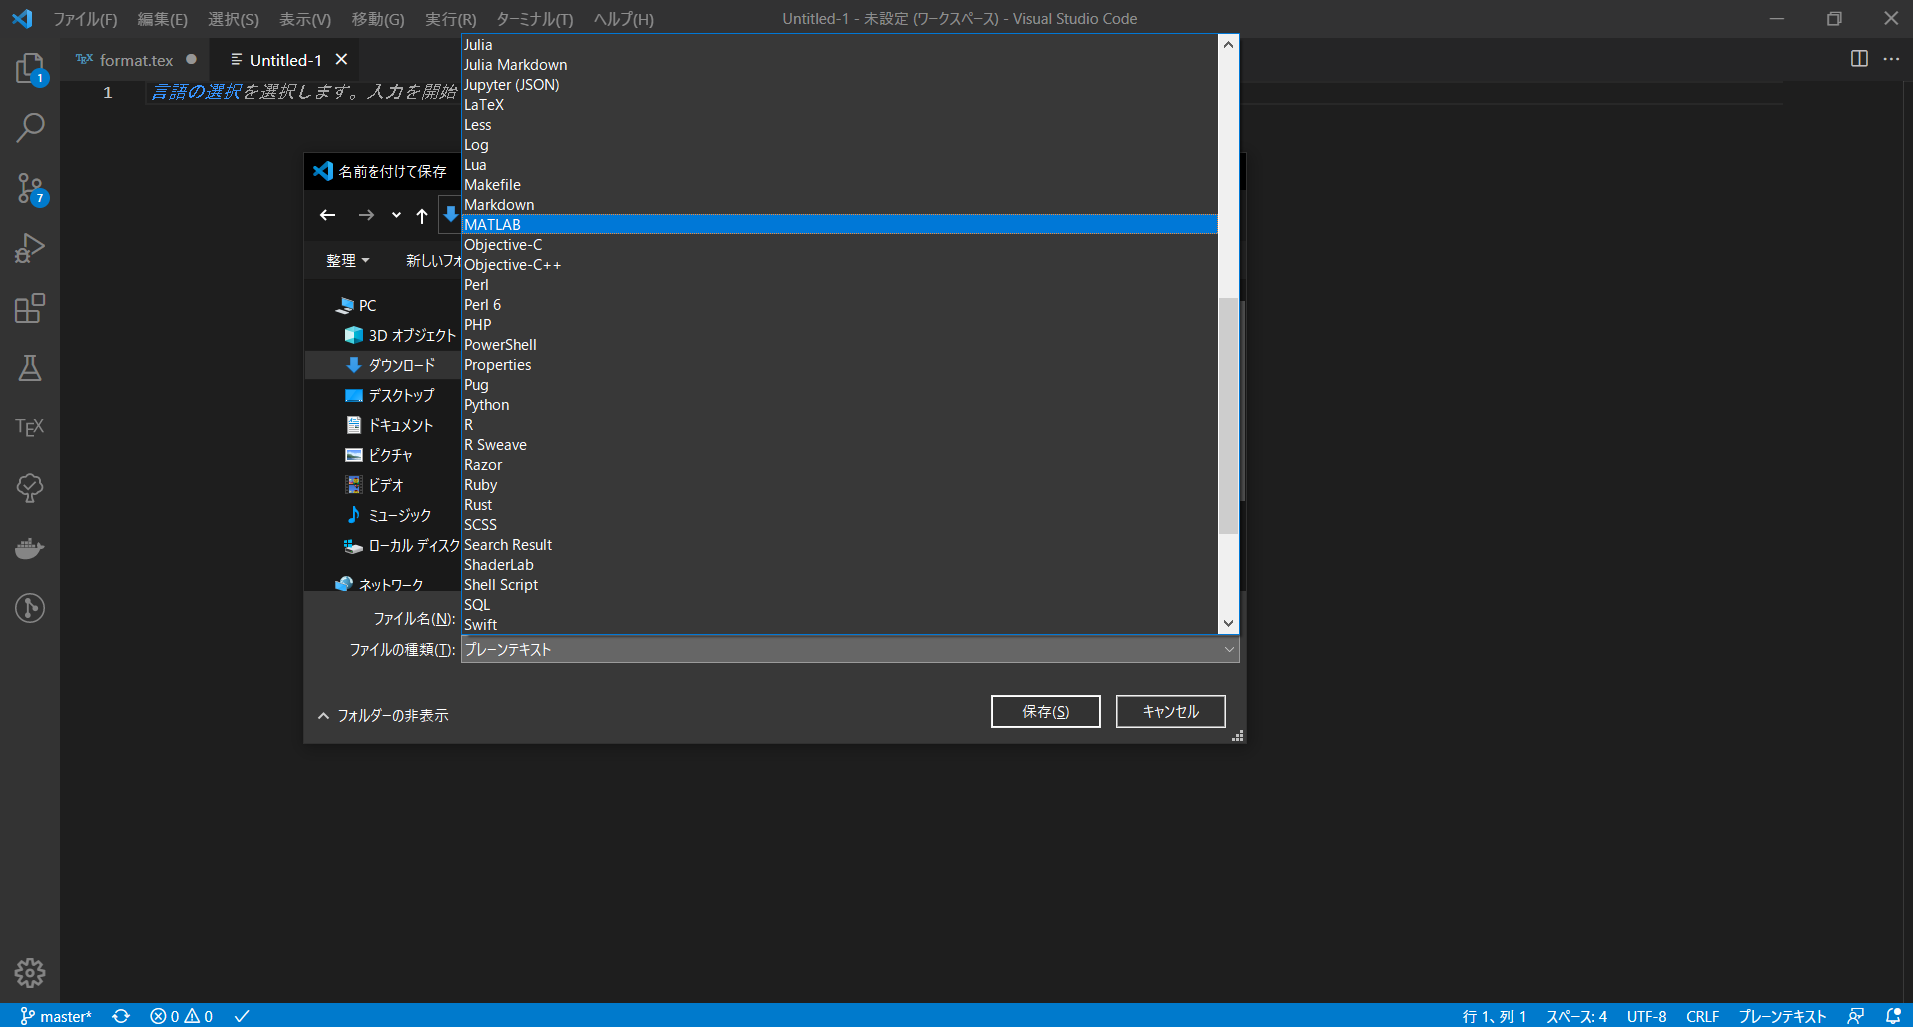 ファイル(F) 編集(E) 選択(S) 表示(V) 移動(G) 実行(R) ターミナル(T) ヘルプ(H) Untitled-1 - 未設定 (ワークスペース) - Visual Studio Code
TEX format.tex Untitled-1
1 言語の選択を選択します。入力を開始
1
7
TEX
名前を付けて保存
整理 新しいフォ
PC
3D オブジェクト
ダウンロード
デスクトップ
ドキュメント
ピクチャ
ビデオ
ミュージック
ローカル ディスク
ネットワーク
Julia
Julia Markdown
Jupyter (JSON)
LaTeX
Less
Log
Lua
Makefile
Markdown
MATLAB
Objective-C
Objective-C++
Perl
Perl 6
PHP
PowerShell
Properties
Pug
Python
R
R Sweave
Razor
Ruby
Rust
SCSS
Search Result
ShaderLab
Shell Script
SQL
Swift
ファイル名(N):
ファイルの種類(T): プレーンテキスト
フォルダーの非表示 保存(S) キャンセル
master* 0 0 行 1、列 1 スペース: 4 UTF-8 CRLF プレーンテキスト